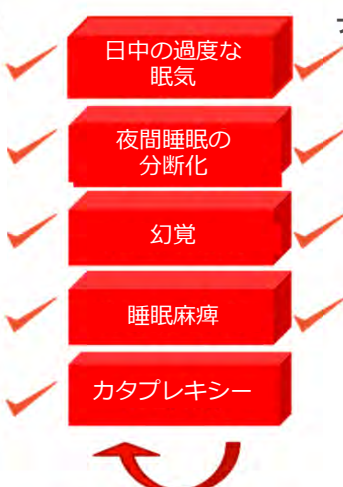 日中の過度な
眠気
夜間睡眠の
分断化
幻覚
睡眠麻痺
カタプレキシー